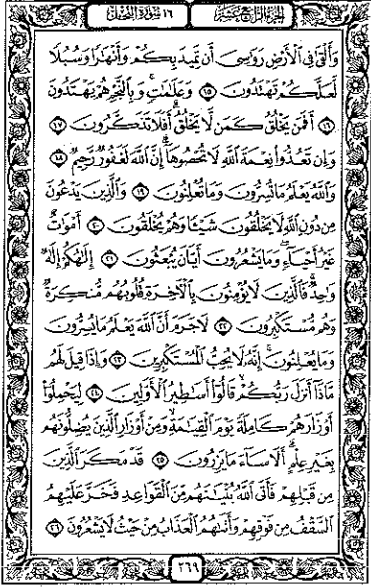 الجزء الرابع عشر ١٦ سورة النحل
وَأَلْقَىٰ فِي الْأَرْضِ رَوَاسِيَ أَن تَمِيدَ بِكُمْ وَأَنْهَارًا وَسُبُلًا
لَّعَلَّكُمْ تَهْتَدُونَ ١٥ وَعَلَامَاتٍ ۚ وَبِالنَّجْمِ هُمْ يَهْتَدُونَ
١٦ أَفَمَن يَخْلُقُ كَمَن لَّا يَخْلُقُ ۗ أَفَلَا تَذَكَّرُونَ ١٧
وَإِن تَعُدُّوا نِعْمَةَ اللَّهِ لَا تُحْصُوهَا ۗ إِنَّ اللَّهَ لَغَفُورٌ رَّحِيمٌ ١٨
وَاللَّهُ يَعْلَمُ مَا تُسِرُّونَ وَمَا تُعْلِنُونَ ١٩ وَالَّذِينَ يَدْعُونَ
مِن دُونِ اللَّهِ لَا يَخْلُقُونَ شَيْئًا وَهُمْ يُخْلَقُونَ ٢٠ أَمْوَاتٌ
غَيْرُ أَحْيَاءٍ ۖ وَمَا يَشْعُرُونَ أَيَّانَ يُبْعَثُونَ ٢١ إِلَٰهُكُمْ إِلَٰهٌ
وَاحِدٌ ۚ فَالَّذِينَ لَا يُؤْمِنُونَ بِالْآخِرَةِ قُلُوبُهُم مُّنكِرَةٌ
وَهُم مُّسْتَكْبِرُونَ ٢٢ لَا جَرَمَ أَنَّ اللَّهَ يَعْلَمُ مَا يُسِرُّونَ
وَمَا يُعْلِنُونَ ۚ إِنَّهُ لَا يُحِبُّ الْمُسْتَكْبِرِينَ ٢٣ وَإِذَا قِيلَ لَهُم
مَّاذَا أَنزَلَ رَبُّكُمْ ۙ قَالُوا أَسَاطِيرُ الْأَوَّلِينَ ٢٤ لِيَحْمِلُوا
أَوْزَارَهُمْ كَامِلَةً يَوْمَ الْقِيَامَةِ ۙ وَمِنْ أَوْزَارِ الَّذِينَ يُضِلُّونَهُم
بِغَيْرِ عِلْمٍ ۗ أَلَا سَاءَ مَا يَزِرُونَ ٢٥ قَدْ مَكَرَ الَّذِينَ
مِن قَبْلِهِمْ فَأَتَى اللَّهُ بُنْيَانَهُم مِّنَ الْقَوَاعِدِ فَخَرَّ عَلَيْهِمُ
السَّقْفُ مِن فَوْقِهِمْ وَأَتَاهُمُ الْعَذَابُ مِنْ حَيْثُ لَا يَشْعُرُونَ ٢٦
٢٦٩